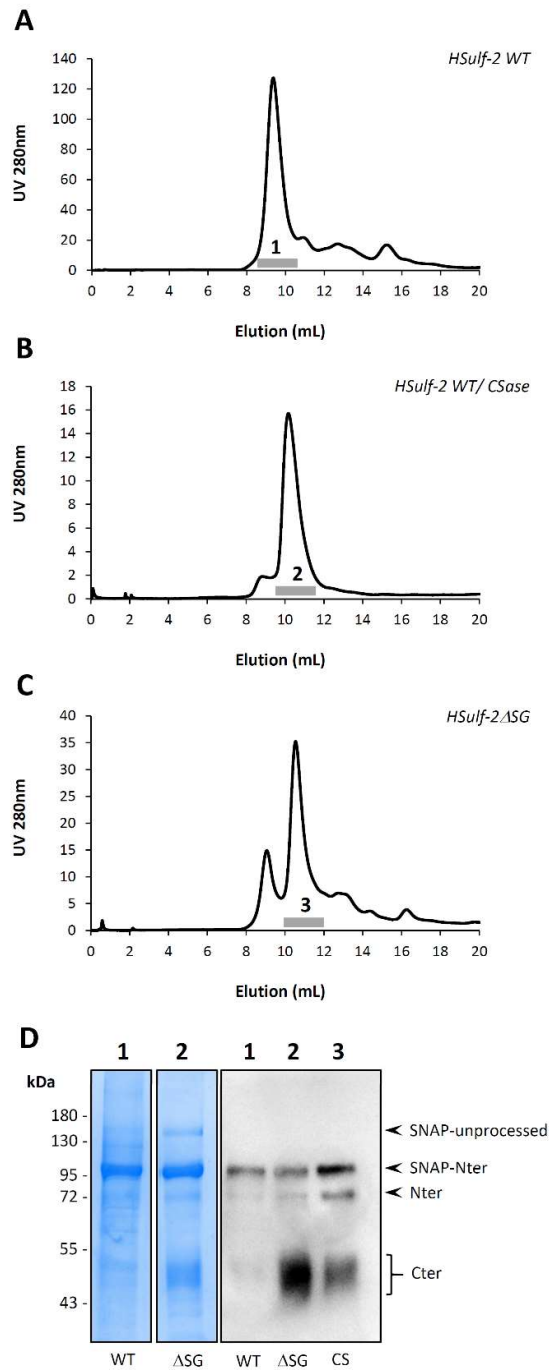 A
HSulf-2 WT
UV 280nm
140
120
100
80
60
40
20
0
1
0 2 4 6 8 10 12 14 16 18 20
Elution (mL)
B
HSulf-2 WT/ CSase
UV 280nm
18
16
14
12
10
8
6
4
2
0
2
0 2 4 6 8 10 12 14 16 18 20
Elution (mL)
C
HSulf-2ΔSG
UV 280nm
40
35
30
25
20
15
10
5
0
3
0 2 4 6 8 10 12 14 16 18 20
Elution (mL)
D
1 2 1 2 3
kDa
180 -
130 -
95 -
72 -
55 -
43 -
SNAP-unprocessed
SNAP-Nter
Nter
Cter
WT ΔSG WT ΔSG CS